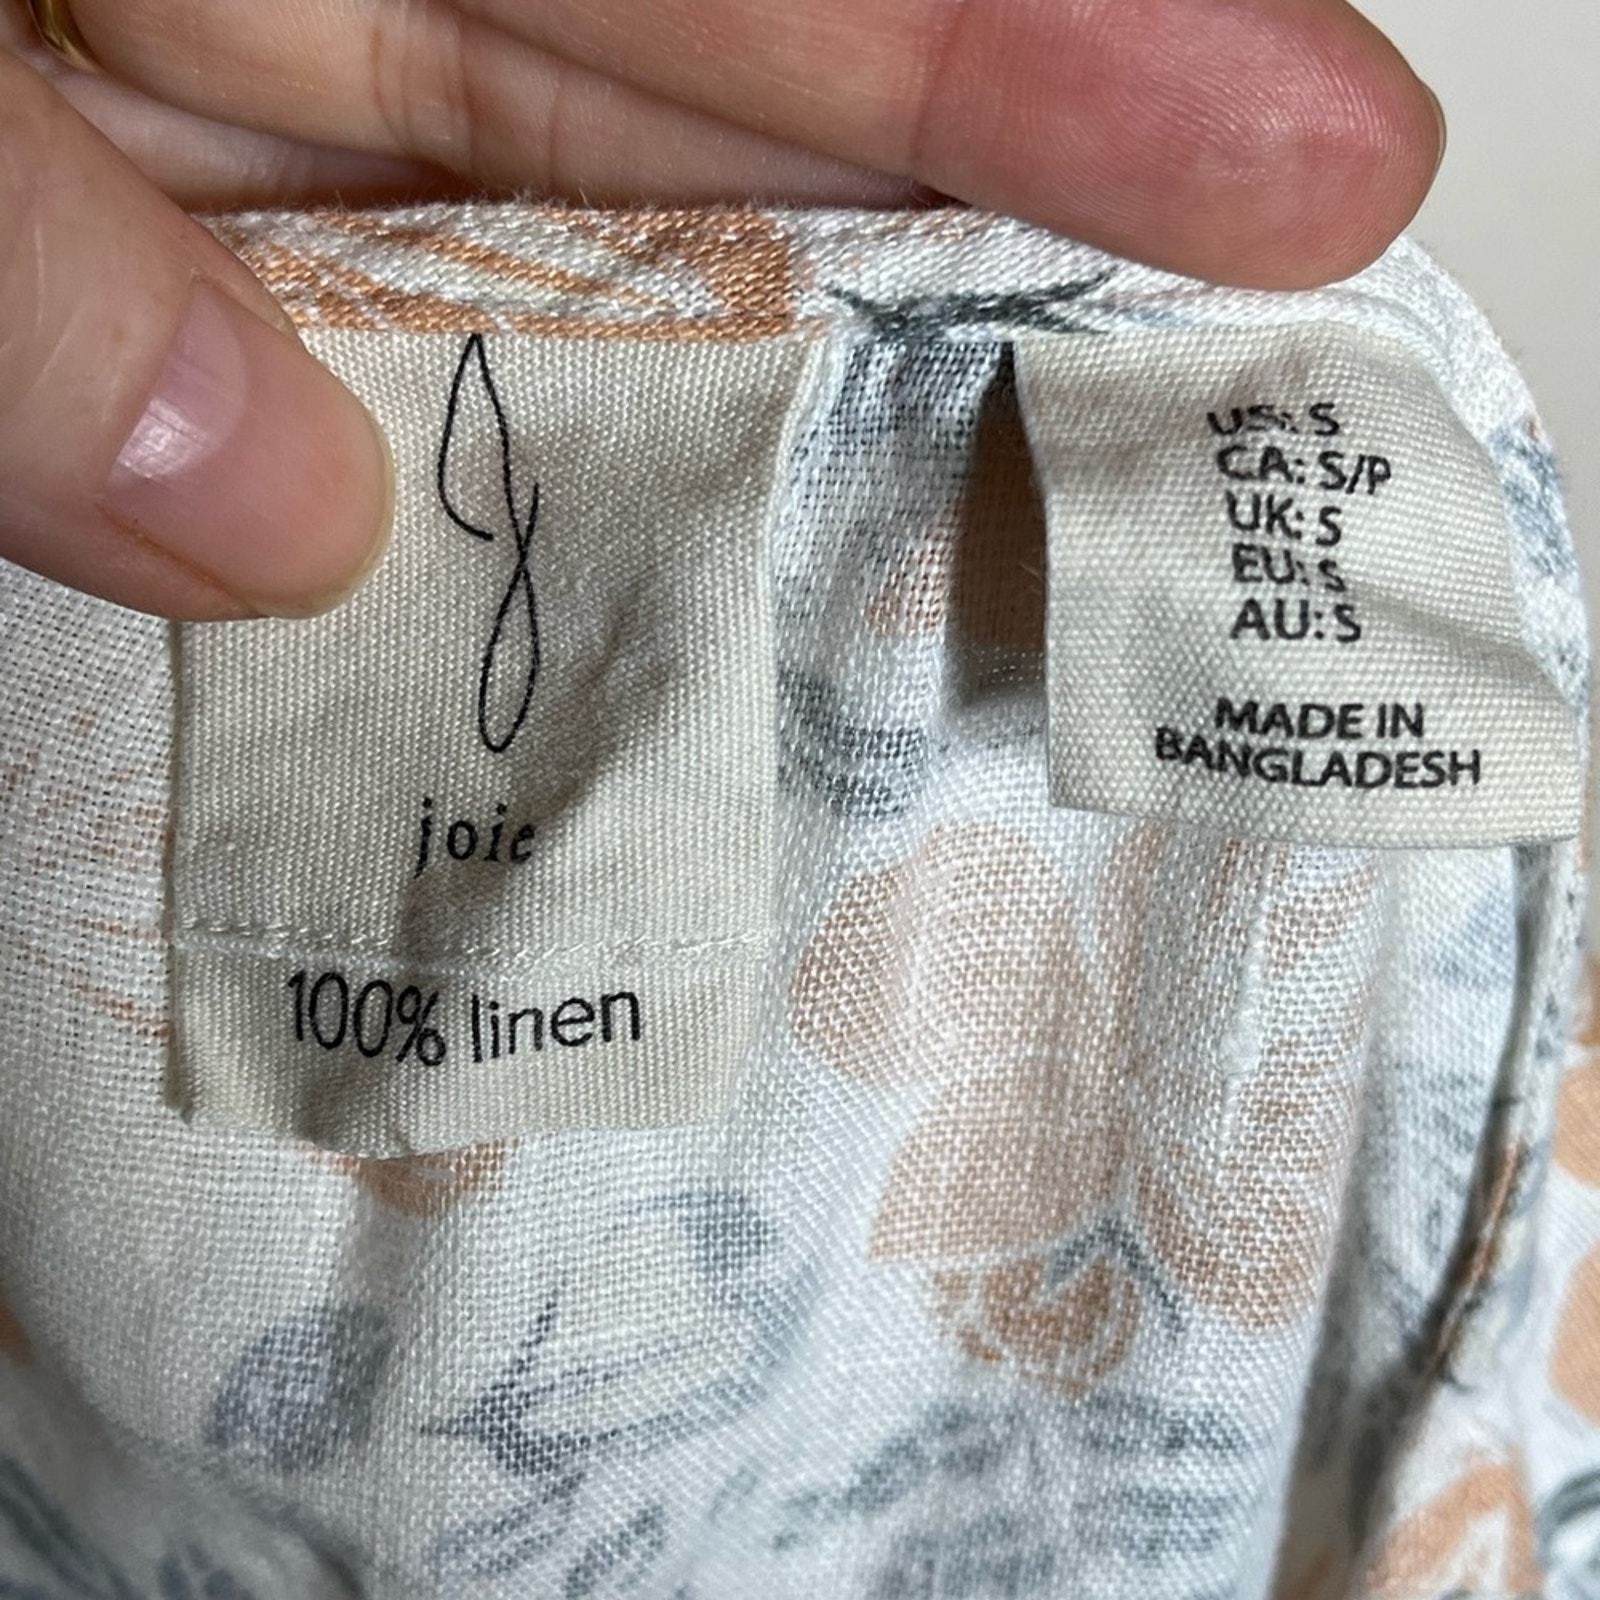 J
joie
100% linen
US: S
CA: S/P
UK: S
EU: S
AU: S
MADE IN
BANGLADESH